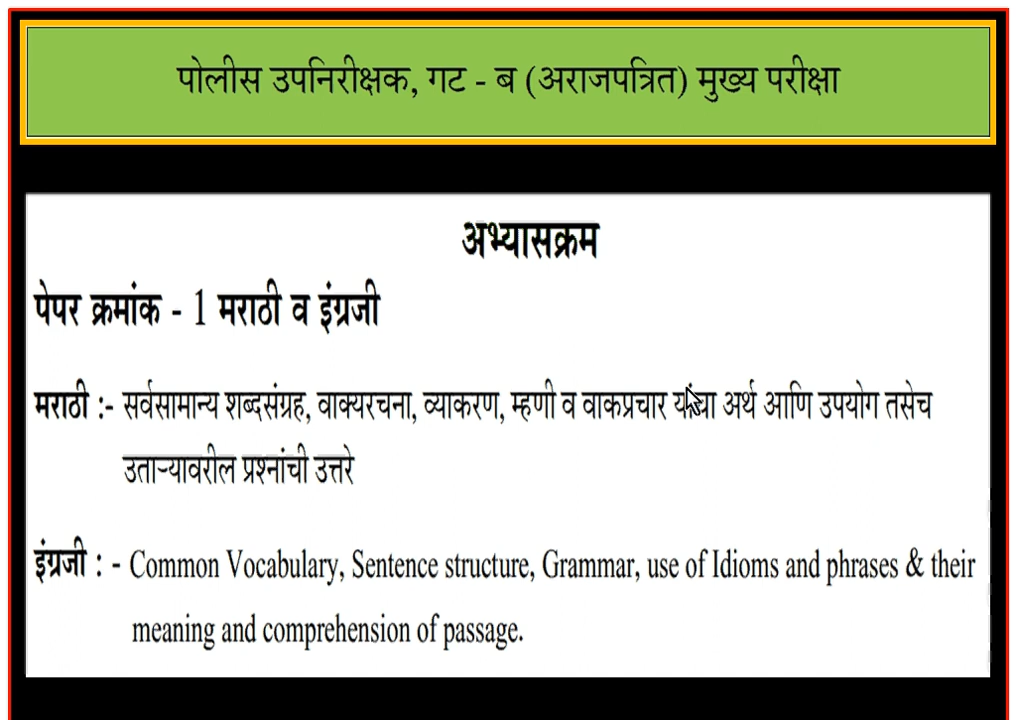 पोलीस उपनिरीक्षक, गट - ब (अराजपत्रित) मुख्य परीक्षा
अभ्यासक्रम
पेपर क्रमांक - 1 मराठी व इंग्रजी
मराठी :- सर्वसामान्य शब्दसंग्रह, वाक्यरचना, व्याकरण, म्हणी व वाकप्रचार यांचा अर्थ आणि उपयोग तसेच
उताऱ्यावरील प्रश्नांची उत्तरे
इंग्रजी : - Common Vocabulary, Sentence structure, Grammar, use of Idioms and phrases & their
meaning and comprehension of passage.